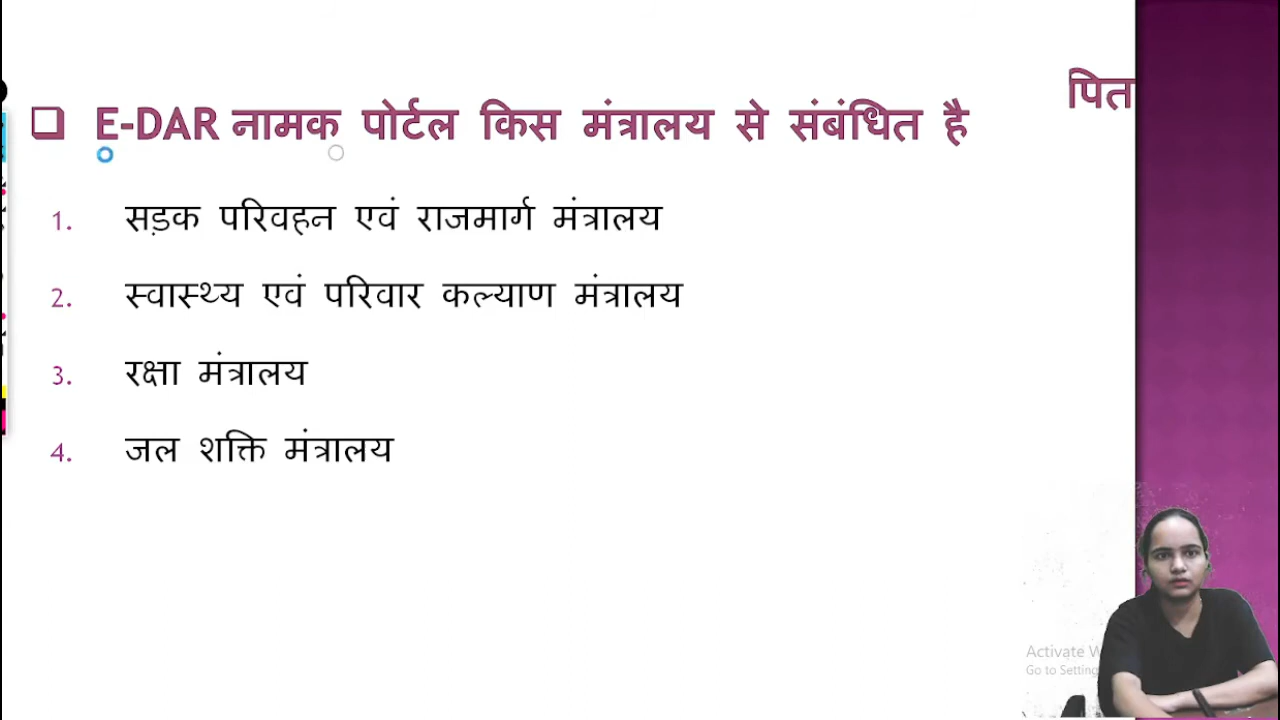 पित
❑ E-DAR नामक पोर्टल किस मंत्रालय से संबंधित है
1. सड़क परिवहन एवं राजमार्ग मंत्रालय
2. स्वास्थ्य एवं परिवार कल्याण मंत्रालय
3. रक्षा मंत्रालय
4. जल शक्ति मंत्रालय
Activate
Go to Setting